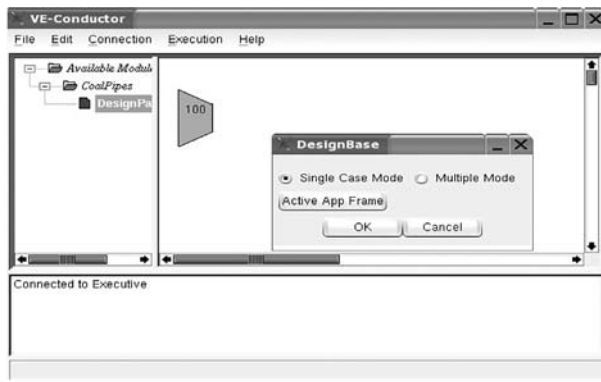 VE-Conductor
File Edit Connection Execution Help
Available Modul
CoalPipes
DesignPa
100
DesignBase
Single Case Mode Multiple Mode
Active App Frame
OK Cancel
Connected to Executive